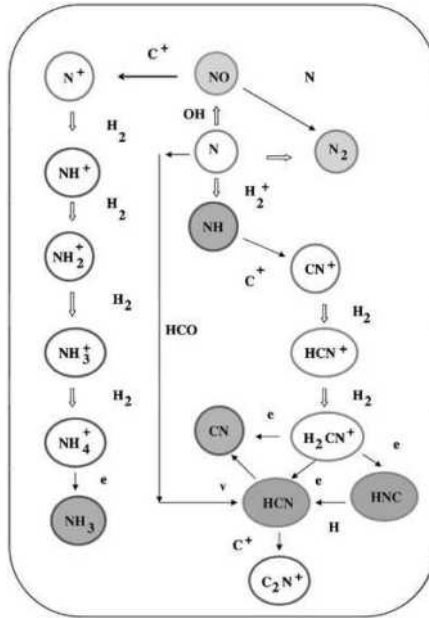 C+
N+
NO
N
H2
OH
NH+
N
N2
H2
H2+
NH
NH2+
C+
CN+
H2
H2
HCO
NH3+
HCN+
H2
H2
CN
e
H2CN+
e
NH4+
e
v
HCN
e
HNC
NH3
H
C+
C2N+